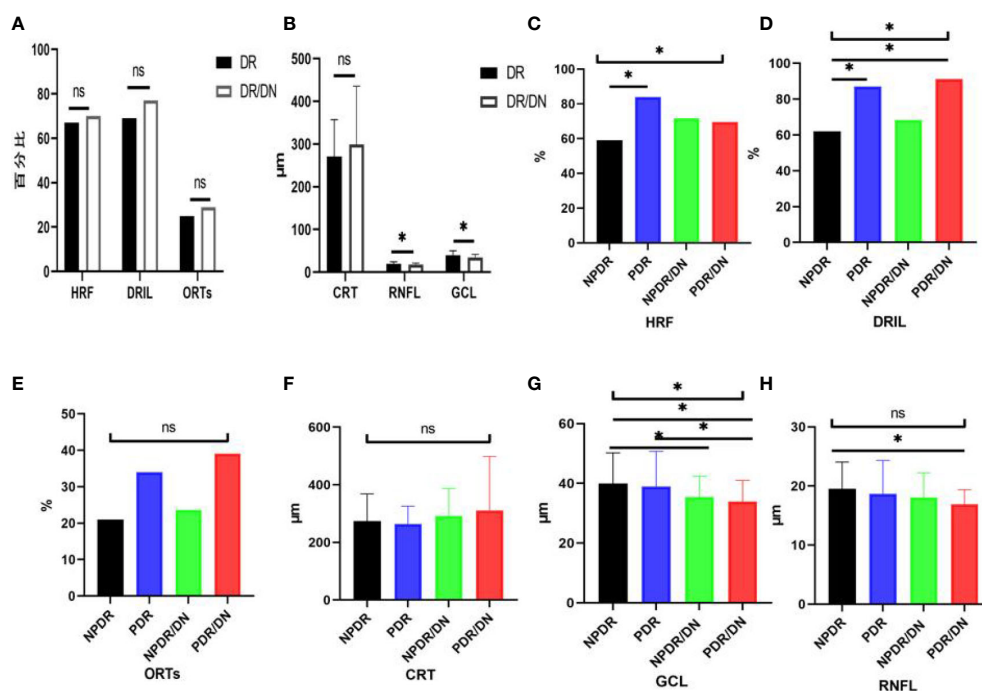 A
100
80
60
40
20
0
百分比
ns
ns
ns
DR
DR/DN
HRF
DRIL
ORTs
B
500
400
300
200
100
0
µm
ns
*
*
DR
DR/DN
CRT
RNFL
GCL
C
100
80
60
40
20
0
%
*
*
NPDR
PDR
NPDR/DN
PDR/DN
HRF
D
100
80
60
40
20
0
%
*
*
*
NPDR
PDR
NPDR/DN
PDR/DN
DRIL
E
50
40
30
20
10
0
%
ns
NPDR
PDR
NPDR/DN
PDR/DN
ORTs
F
600
400
200
0
µm
ns
NPDR
PDR
NPDR/DN
PDR/DN
CRT
G
60
40
20
0
µm
*
*
*
*
NPDR
PDR
NPDR/DN
PDR/DN
GCL
H
30
20
10
0
µm
ns
*
NPDR
PDR
NPDR/DN
PDR/DN
RNFL